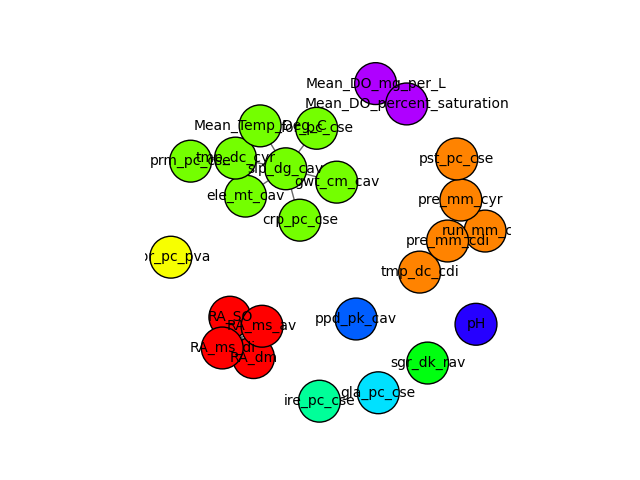 Mean_DO_mg_per_L
Mean_DO_percent_saturation
Mean_Temp_Deg_C
for_pc_cse
tmp_dc_cyr
prm_pc_cse
slp_dg_cav
gwt_cm_cav
ele_mt_cav
crp_pc_cse
pst_pc_cse
pre_mm_cyr
run_mm_c
pre_mm_cdi
tmp_dc_cdi
or_pc_pva
RA_SO
RA_ms_av
RA_ms_di
RA_dm
ppd_pk_cav
pH
sgr_dk_rav
gla_pc_cse
ire_pc_cse